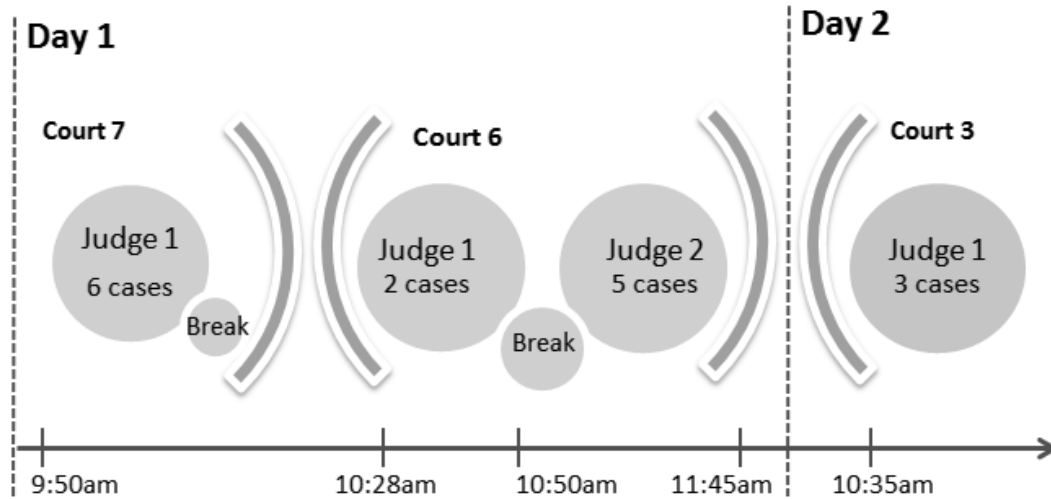 Day 1
Day 2
Court 7
Court 6
Court 3
Judge 1
6 cases
Break
Judge 1
2 cases
Break
Judge 2
5 cases
Judge 1
3 cases
9:50am
10:28am
10:50am
11:45am
10:35am